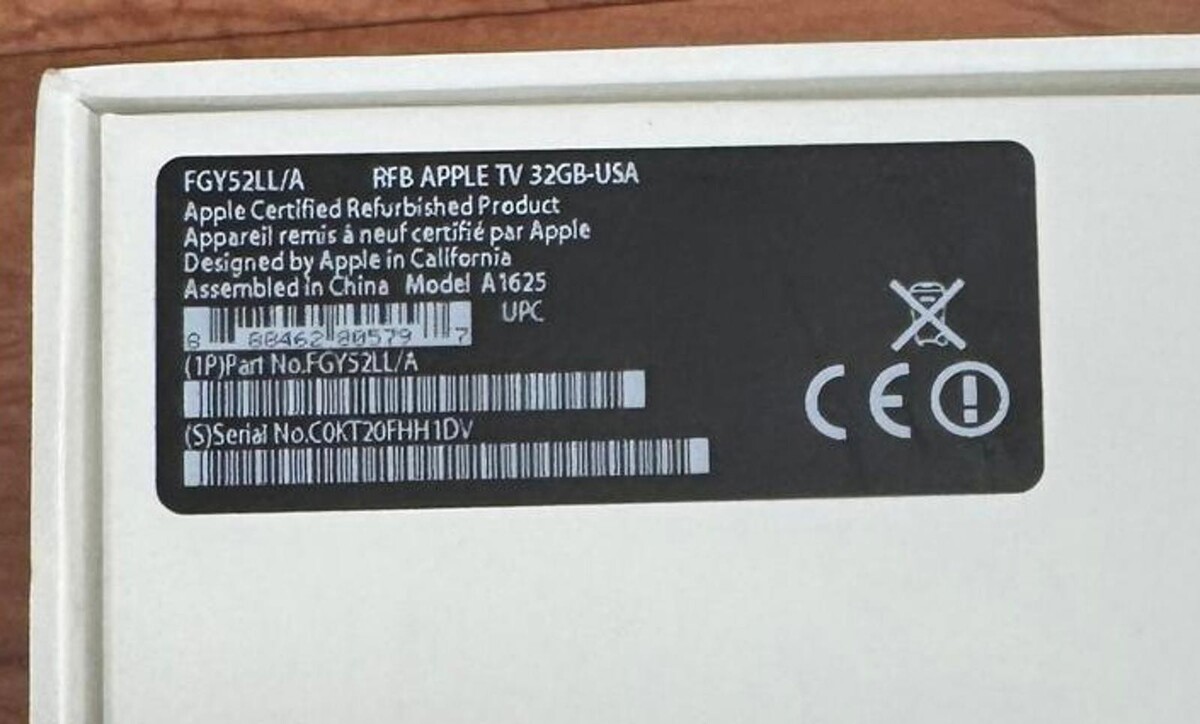 FGY52LL/A RFB APPLE TV 32GB-USA
Apple Certified Refurbished Product
Appareil remis à neuf certifié par Apple
Designed by Apple in California
Assembled in China Model A1625
UPC
8 88462 80579 7
(1P)Part No.FGY52LL/A
(S)Serial No.C0KT20FHH1DV
CE